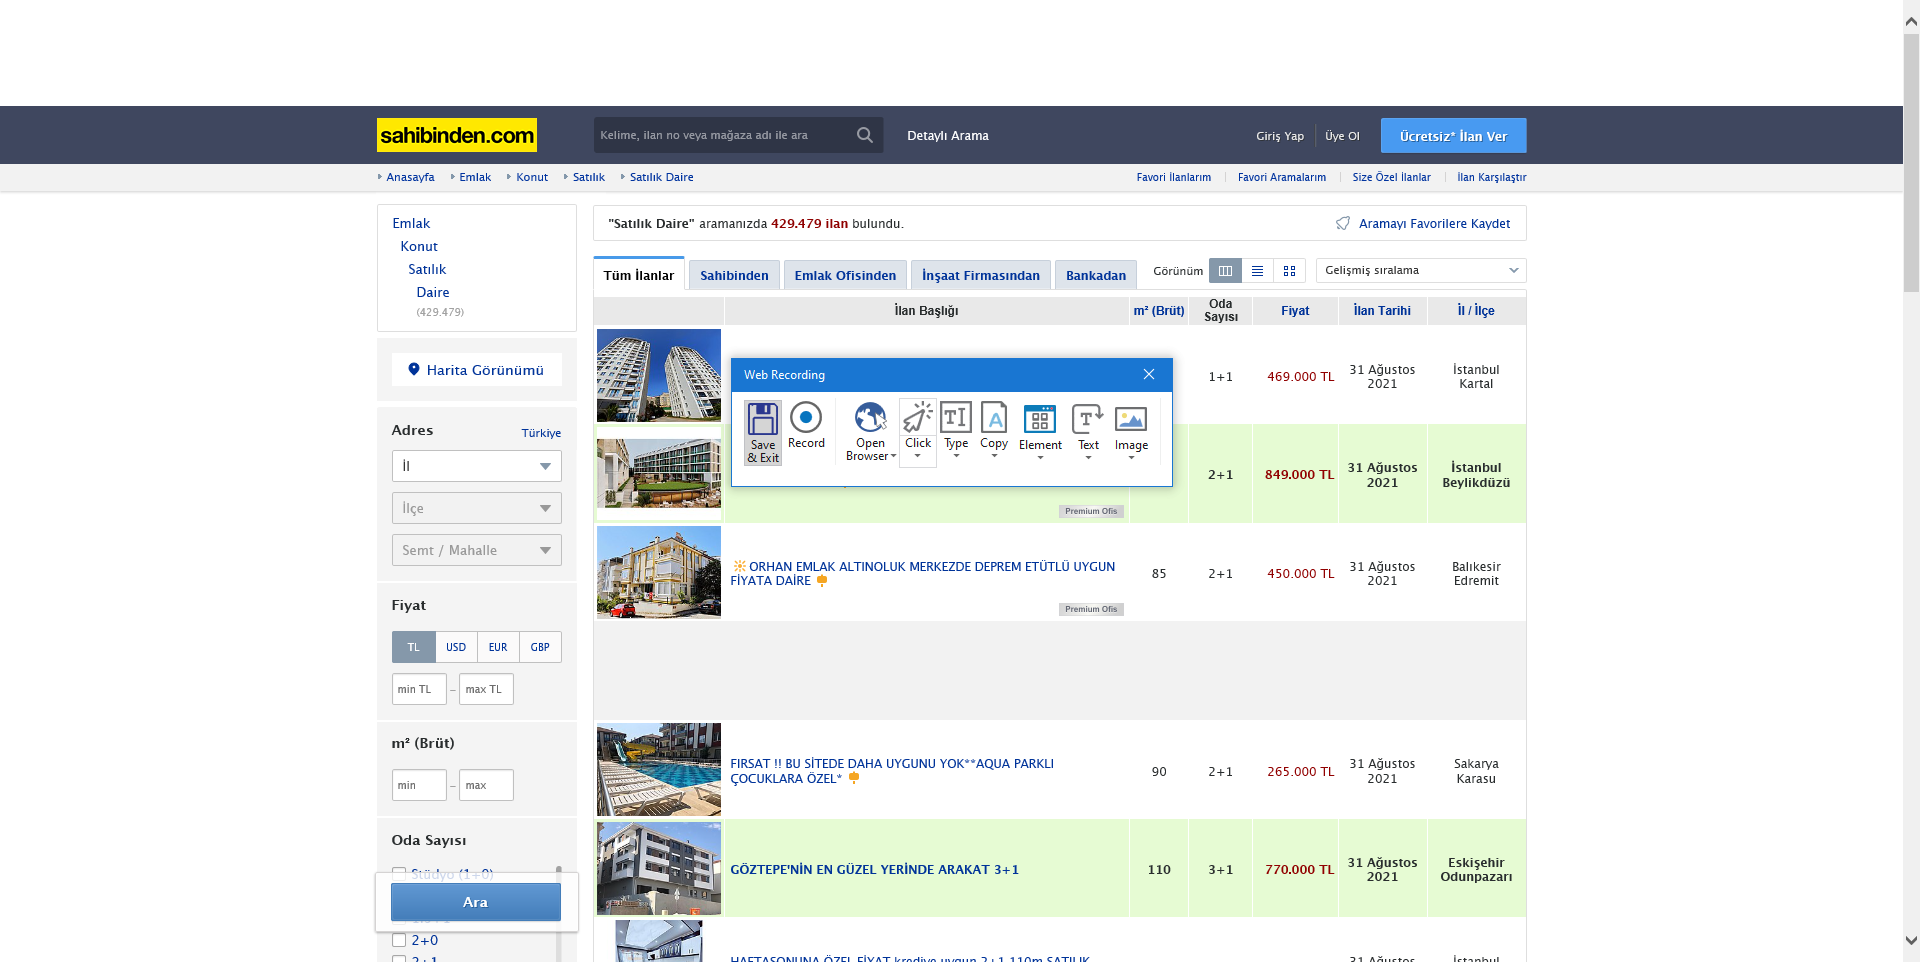 sahibinden.com
Kelime, ilan no veya mağaza adı ile ara
Detaylı Arama
Giriş Yap
Üye Ol
Ücretsiz* İlan Ver
Anasayfa
Emlak
Konut
Satılık
Satılık Daire
Favori İlanlarım
Favori Aramalarım
Size Özel İlanlar
İlan Karşılaştır
Emlak
Konut
Satılık
Daire
(429.479)
Harita Görünümü
Adres
Türkiye
İl
İlçe
Semt / Mahalle
Fiyat
TL
USD
EUR
GBP
min TL
–
max TL
m² (Brüt)
min
–
max
Oda Sayısı
Stüdyo (1+0)
Ara
2+0
2+1
"Satılık Daire" aramanızda 429.479 ilan bulundu.
Aramayı Favorilere Kaydet
Tüm İlanlar
Sahibinden
Emlak Ofisinden
İnşaat Firmasından
Bankadan
Görünüm
Gelişmiş sıralama
İlan Başlığı
m² (Brüt)
Oda
Sayısı
Fiyat
İlan Tarihi
İl / İlçe
1+1
469.000 TL
31 Ağustos
2021
İstanbul
Kartal
Web Recording
Save
& Exit
Record
Open
Browser
Click
Type
Copy
Element
Text
Image
2+1
849.000 TL
31 Ağustos
2021
İstanbul
Beylikdüzü
Premium Ofis
ORHAN EMLAK ALTINOLUK MERKEZDE DEPREM ETÜTLÜ UYGUN
FİYATA DAİRE
85
2+1
450.000 TL
31 Ağustos
2021
Balıkesir
Edremit
Premium Ofis
FIRSAT !! BU SİTEDE DAHA UYGUNU YOK**AQUA PARKLI
ÇOCUKLARA ÖZEL*
90
2+1
265.000 TL
31 Ağustos
2021
Sakarya
Karasu
GÖZTEPE'NİN EN GÜZEL YERİNDE ARAKAT 3+1
110
3+1
770.000 TL
31 Ağustos
2021
Eskişehir
Odunpazarı
HAFTASONUNA ÖZEL FİYAT krediye uygun 2+1 110m SATILIK
31 Ağustos
İstanbul